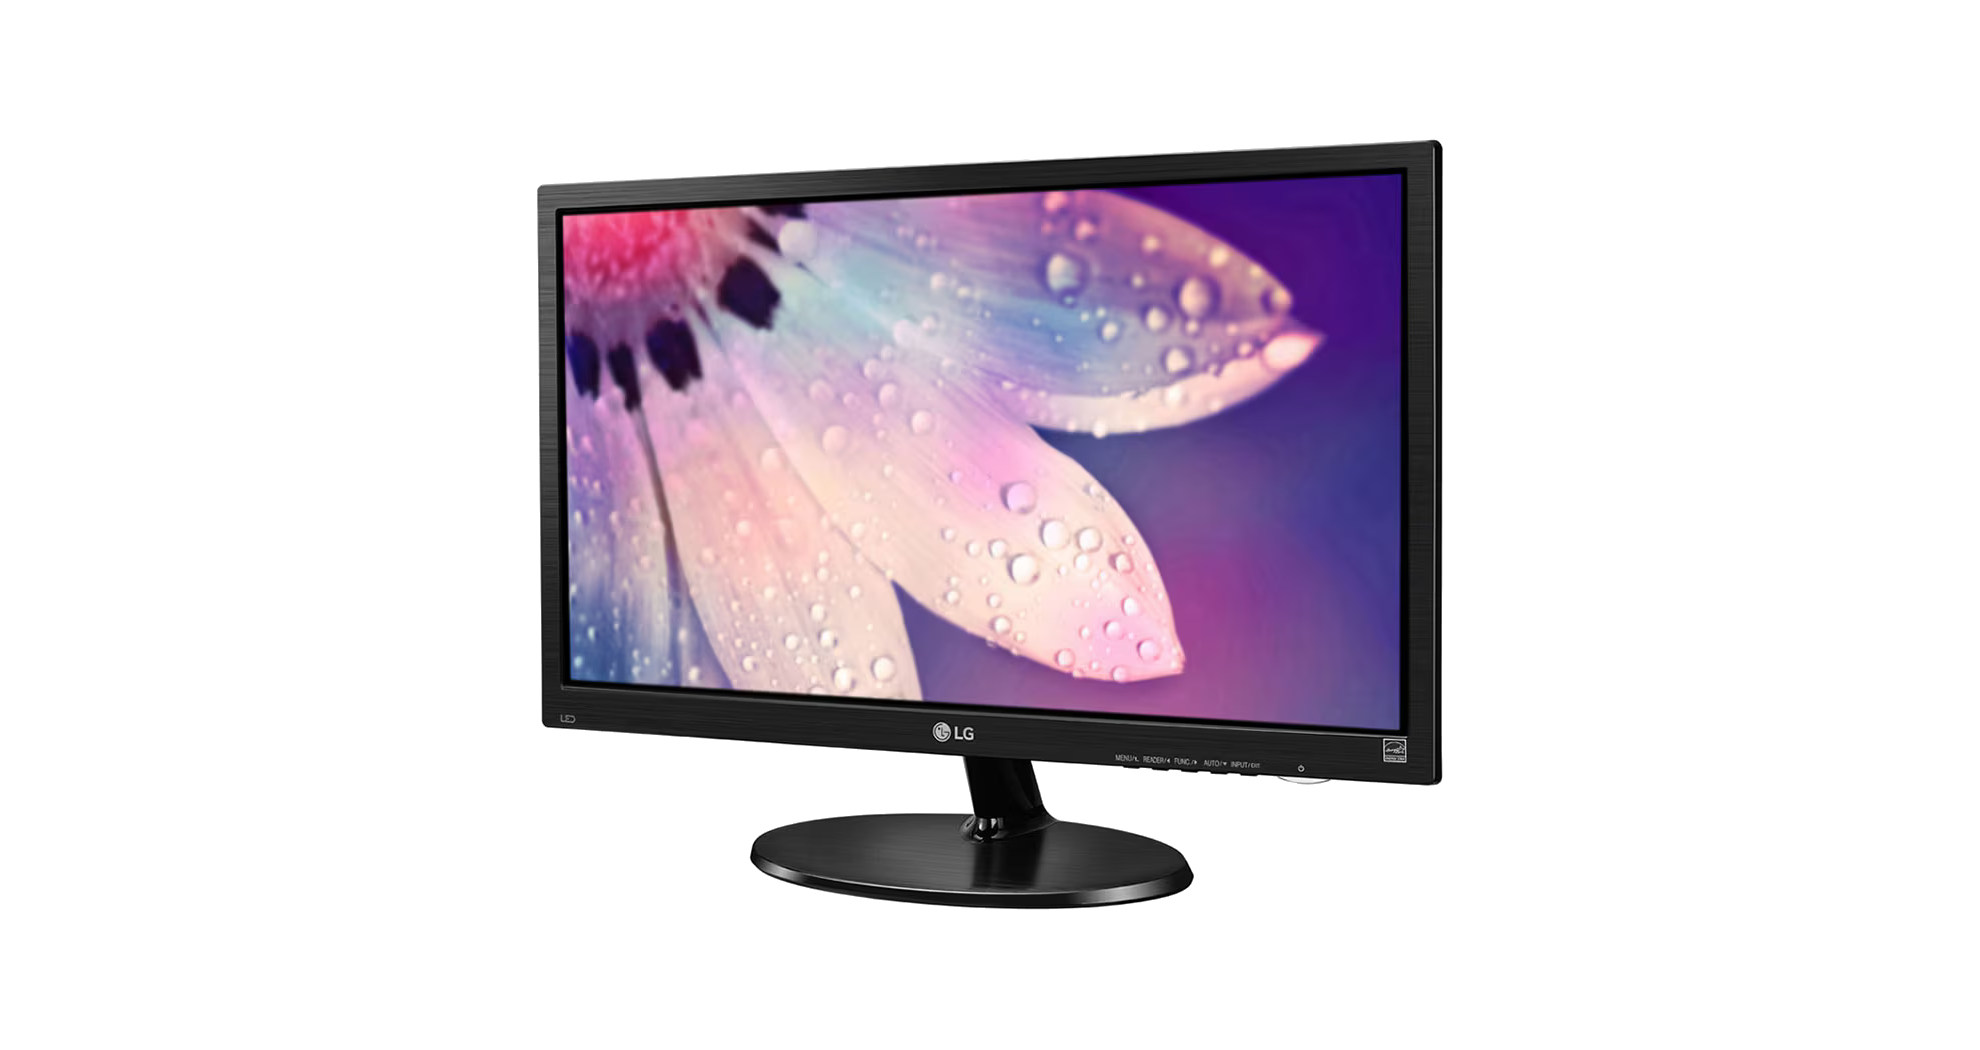 LED
LG
MENU/ READER/ FUNC./ AUTO/ INPUT/EXIT